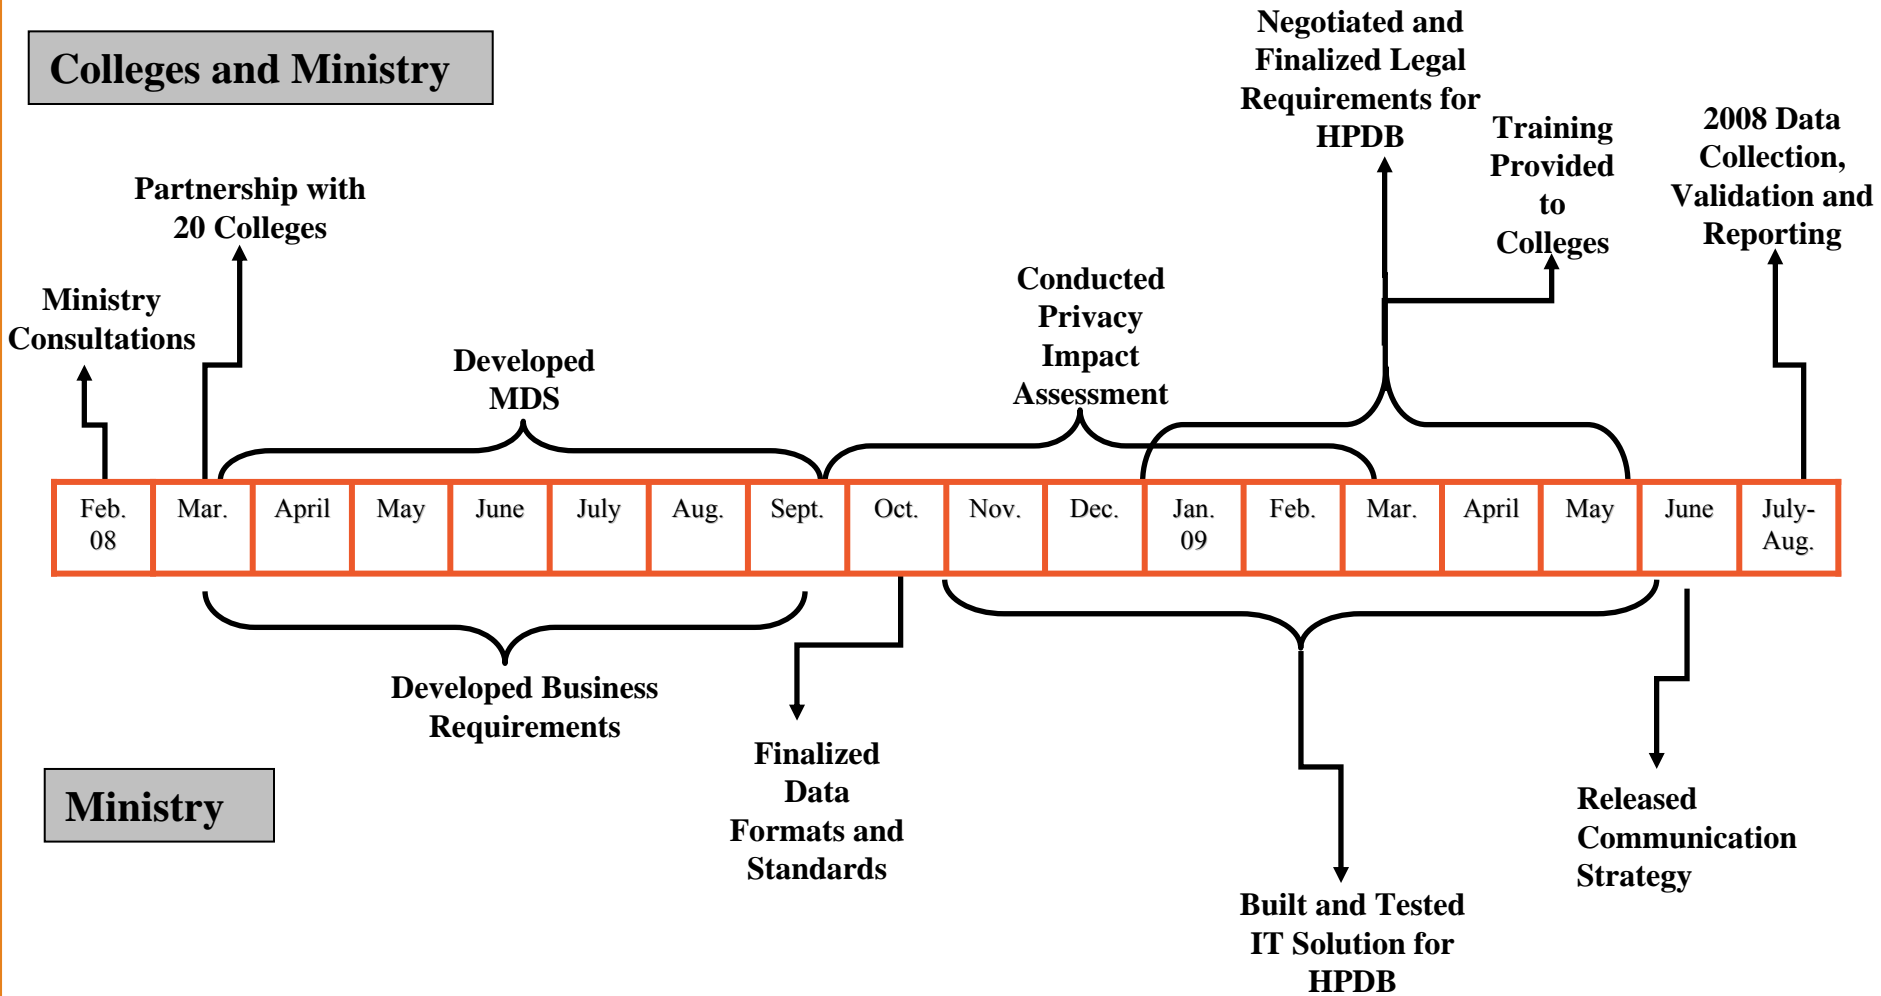 Colleges and Ministry
Negotiated and
Finalized Legal
Requirements for
HPDB
Training
Provided
to
Colleges
2008 Data
Collection,
Validation and
Reporting
Partnership with
20 Colleges
Ministry
Consultations
Developed
MDS
Conducted
Privacy
Impact
Assessment
Feb.
08
Mar.
April
May
June
July
Aug.
Sept.
Oct.
Nov.
Dec.
Jan.
09
Feb.
Mar.
April
May
June
July-
Aug.
Developed Business
Requirements
Finalized
Data
Formats and
Standards
Built and Tested
IT Solution for
HPDB
Released
Communication
Strategy
Ministry